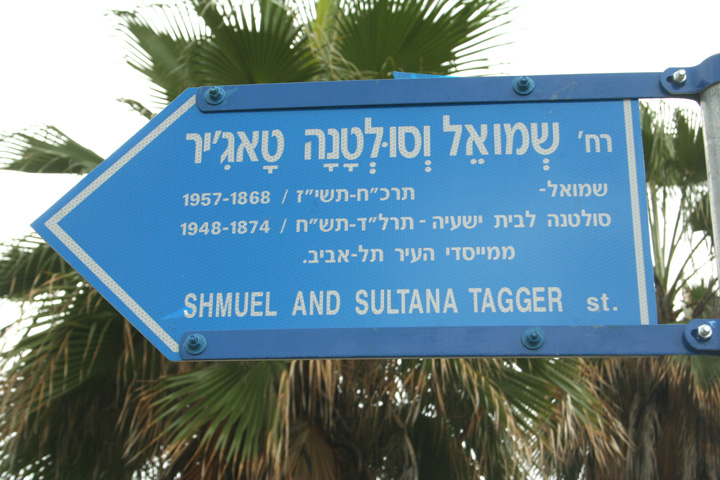 רח' שְׁמוּאֵל וְסוּלְטָנָה טָאגִ'יר
שמואל- תרכ״ח-תשי״ז / 1957-1868
סולטנה לבית ישעיה - תרל״ד-תש״ח / 1948-1874
ממייסדי העיר תל-אביב.
SHMUEL AND SULTANA TAGGER st.